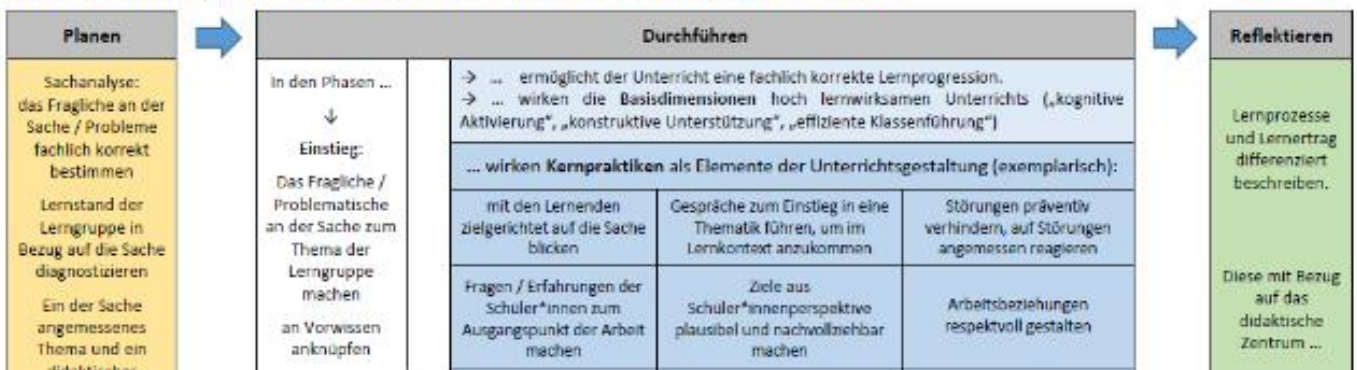 Planen
Sachanalyse:
das Fragliche an der
Sache / Probleme
fachlich korrekt
bestimmen
Lernstand der
Lerngruppe in
Bezug auf die Sache
diagnostizieren
Ein der Sache
angemessenes
Thema und ein
Durchführen
In den Phasen ...
↓
Einstieg:
Das Fragliche /
Problematische
an der Sache zum
Thema der
Lerngruppe
machen
an Vorwissen
anknüpfen
→ ... ermöglicht der Unterricht eine fachlich korrekte Lernprogression.
→ ... wirken die Basisdimensionen hoch lernwirksamen Unterrichts („kognitive
Aktivierung“, „konstruktive Unterstützung“, „effiziente Klassenführung“)
... wirken Kernpraktiken als Elemente der Unterrichtsgestaltung (exemplarisch):
mit den Lernenden
zielgerichtet auf die Sache
blicken
Gespräche zum Einstieg in eine
Thematik führen, um im
Lernkontext anzukommen
Störungen präventiv
verhindern, auf Störungen
angemessen reagieren
Fragen / Erfahrungen der
Schüler*innen zum
Ausgangspunkt der Arbeit
machen
Ziele aus
Schüler*innenperspektive
plausibel und nachvollziehbar
machen
Arbeitsbeziehungen
respektvoll gestalten
Reflektieren
Lernprozesse
und Lernertrag
differenziert
beschreiben.
Diese mit Bezug
auf das
didaktische
Zentrum ...